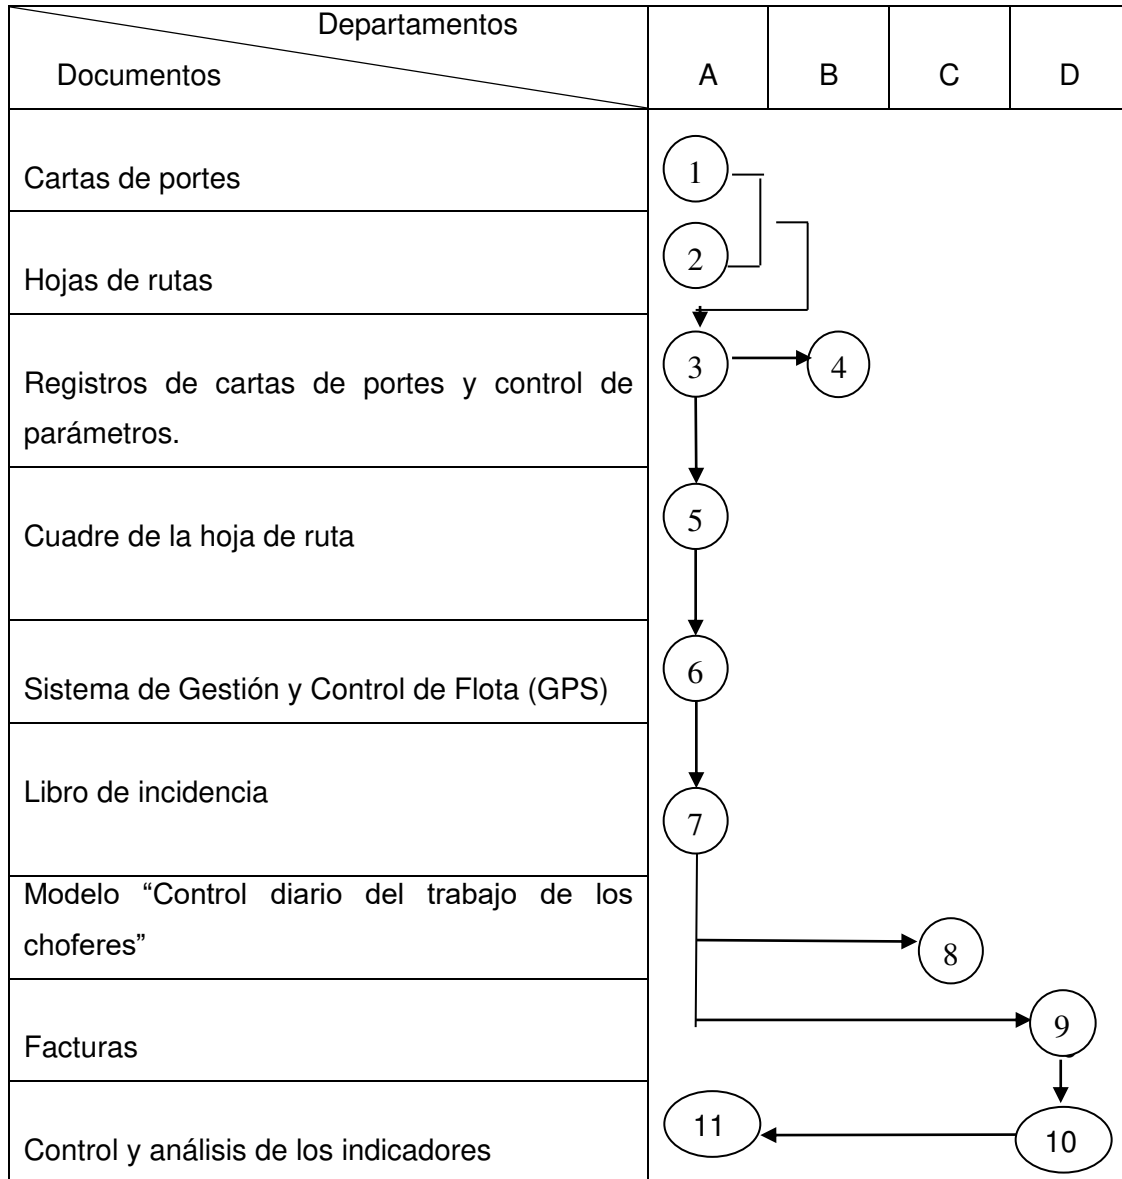 Departamentos
Documentos
A B C D
Cartas de portes
1
Hojas de rutas
2
Registros de cartas de portes y control de
parámetros.
3 4
Cuadre de la hoja de ruta
5
Sistema de Gestión y Control de Flota (GPS)
6
Libro de incidencia
7
Modelo “Control diario del trabajo de los
choferes”
8
Facturas
9
Control y análisis de los indicadores
11 10